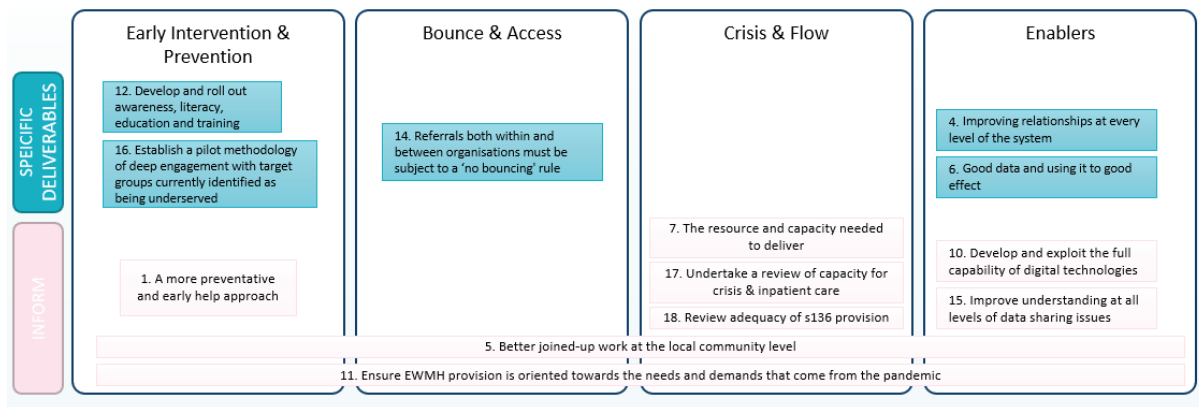 Early Intervention &
Prevention
Bounce & Access
Crisis & Flow
Enablers
SPEICIFIC
DELIVERABLES
12. Develop and roll out
awareness, literacy,
education and training
16. Establish a pilot methodology
of deep engagement with target
groups currently identified as
being underserved
14. Referrals both within and
between organisations must be
subject to a ‘no bouncing’ rule
4. Improving relationships at every
level of the system
6. Good data and using it to good
effect
INFORM
1. A more preventative
and early help approach
7. The resource and capacity needed
to deliver
17. Undertake a review of capacity for
crisis & inpatient care
18. Review adequacy of s136 provision
10. Develop and exploit the full
capability of digital technologies
15. Improve understanding at all
levels of data sharing issues
5. Better joined-up work at the local community level
11. Ensure EWMH provision is oriented towards the needs and demands that come from the pandemic